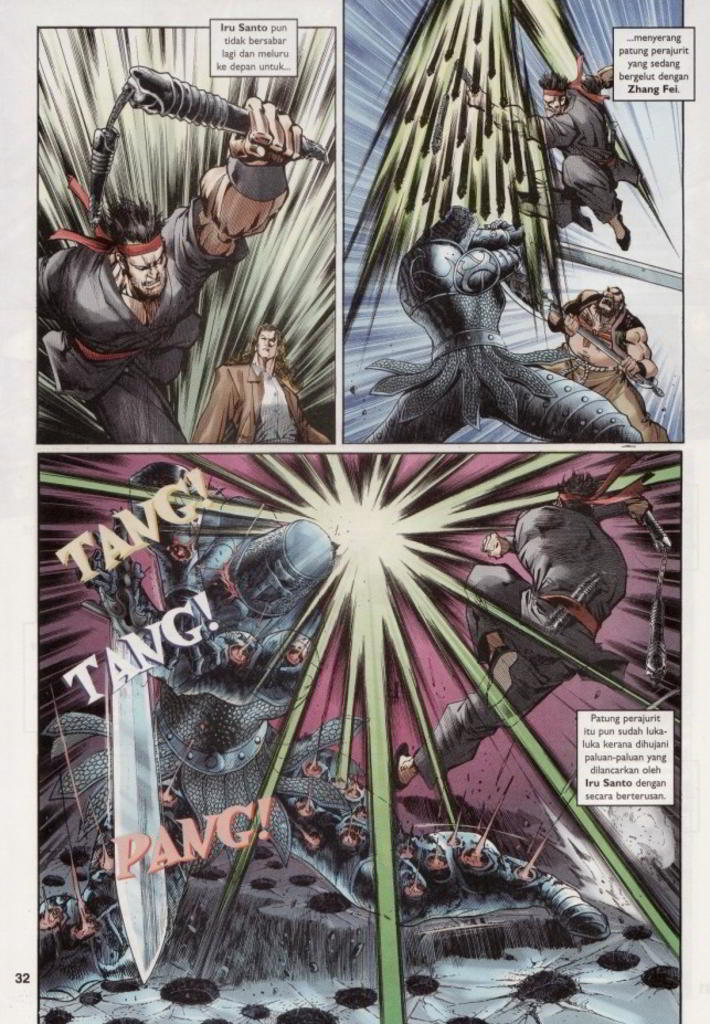 Iru Santo pun
tidak bersabar
lagi dan meluru
ke depan untuk...
...menyerang
patung perajurit
yang sedang
bergelut dengan
Zhang Fei.
TANG!
TANG!
PANG!
Patung perajurit
itu pun sudah luka-
luka kerana dihujani
paluan-paluan yang
dilancarkan oleh
Iru Santo dengan
secara berterusan.
32